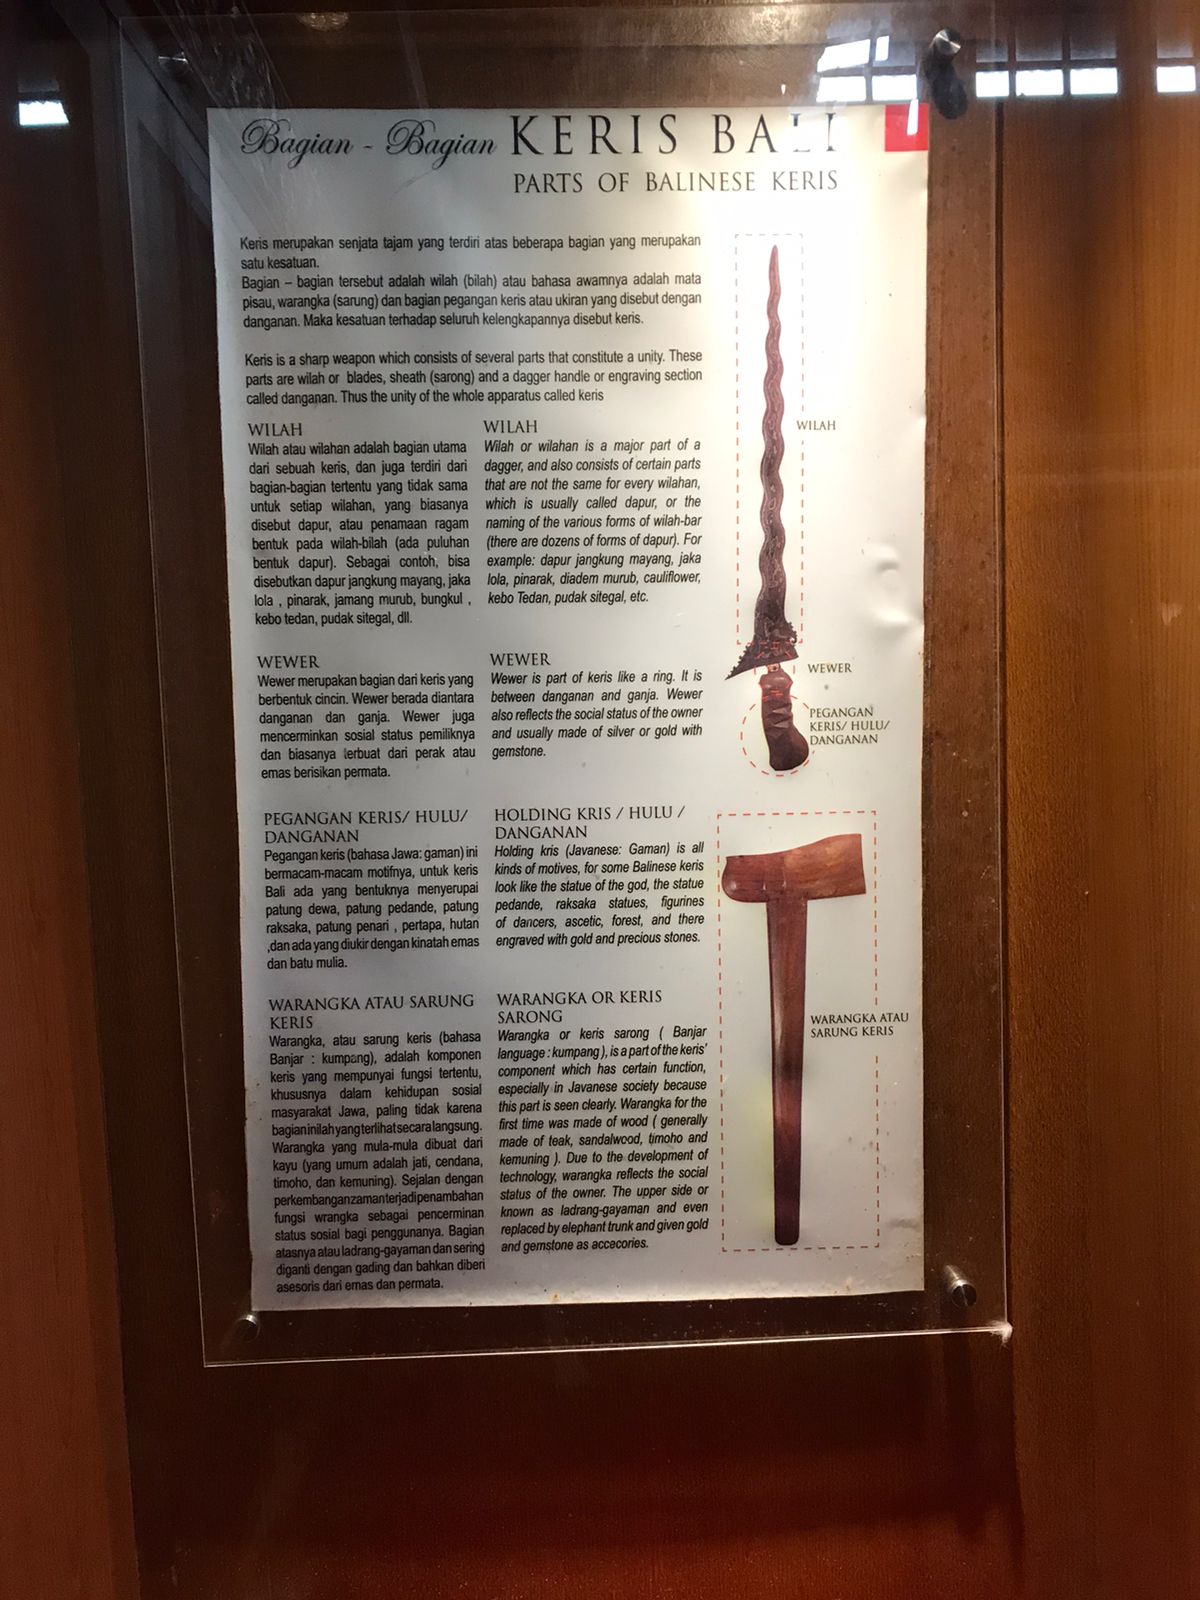 Bagian - Bagian KERIS BALI
PARTS OF BALINESE KERIS
Keris merupakan senjata tajam yang terdiri atas beberapa bagian yang merupakan
satu kesatuan.
Bagian – bagian tersebut adalah wilah (bilah) atau bahasa awamnya adalah mata
pisau, warangka (sarung) dan bagian pegangan keris atau ukiran yang disebut dengan
danganan. Maka kesatuan terhadap seluruh kelengkapannya disebut keris.
Keris is a sharp weapon which consists of several parts that constitute a unity. These
parts are wilah or blades, sheath (sarong) and a dagger handle or engraving section
called danganan. Thus the unity of the whole apparatus called keris
WILAH
Wilah atau wilahan adalah bagian utama
dari sebuah keris, dan juga terdiri dari
bagian-bagian tertentu yang tidak sama
untuk setiap wilahan, yang biasanya
disebut dapur, atau penamaan ragam
bentuk pada wilah-bilah (ada puluhan
bentuk dapur). Sebagai contoh, bisa
disebutkan dapur jangkung mayang, jaka
lola , pinarak, jamang murub, bungkul ,
kebo tedan, pudak sitegal, dll.
WILAH
Wilah or wilahan is a major part of a
dagger, and also consists of certain parts
that are not the same for every wilahan,
which is usually called dapur, or the
naming of the various forms of wilah-bar
(there are dozens of forms of dapur). For
example: dapur jangkung mayang, jaka
lola, pinarak, diadem murub, cauliflower,
kebo Tedan, pudak sitegal, etc.
WEWER
Wewer merupakan bagian dari keris yang
berbentuk cincin. Wewer berada diantara
danganan dan ganja. Wewer juga
mencerminkan sosial status pemiliknya
dan biasanya terbuat dari perak atau
emas berisikan permata.
WEWER
Wewer is part of keris like a ring. It is
between danganan and ganja. Wewer
also reflects the social status of the owner
and usually made of silver or gold with
gemstone.
PEGANGAN KERIS/ HULU/
DANGANAN
Pegangan keris (bahasa Jawa: gaman) ini
bermacam-macam motifnya, untuk keris
Bali ada yang bentuknya menyerupai
patung dewa, patung pedande, patung
raksaka, patung penari , pertapa, hutan
,dan ada yang diukir dengan kinatah emas
dan batu mulia.
HOLDING KRIS / HULU /
DANGANAN
Holding kris (Javanese: Gaman) is all
kinds of motives, for some Balinese keris
look like the statue of the god, the statue
pedande, raksaka statues, figurines
of dancers, ascetic, forest, and there
engraved with gold and precious stones.
WARANGKA ATAU SARUNG
KERIS
Warangka, atau sarung keris (bahasa
Banjar : kumpang), adalah komponen
keris yang mempunyai fungsi tertentu,
khususnya dalam kehidupan sosial
masyarakat Jawa, paling tidak karena
bagian inilah yang terlihat secara langsung.
Warangka yang mula-mula dibuat dari
kayu (yang umum adalah jati, cendana,
timoho, dan kemuning). Sejalan dengan
perkembangan zaman terjadi penambahan
fungsi wrangka sebagai pencerminan
status sosial bagi penggunanya. Bagian
atasnya atau ladrang-gayaman dan sering
diganti dengan gading dan bahkan diberi
asesoris dari emas dan permata.
WARANGKA OR KERIS
SARONG
Warangka or keris sarong ( Banjar
language : kumpang ), is a part of the keris'
component which has certain function,
especially in Javanese society because
this part is seen clearly. Warangka for the
first time was made of wood ( generally
made of teak, sandalwood, timoho and
kemuning ). Due to the development of
technology, warangka reflects the social
status of the owner. The upper side or
known as ladrang-gayaman and even
replaced by elephant trunk and given gold
and gemstone as accecories.
WILAH
WEWER
PEGANGAN
KERIS/ HULU/
DANGANAN
WARANGKA ATAU
SARUNG KERIS